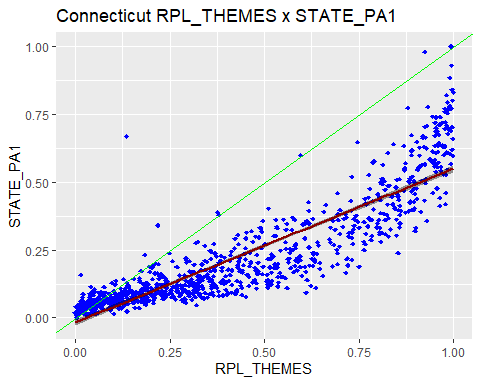 Connecticut RPL_THEMES x STATE_PA1
1.00
0.75
0.50
0.25
0.00
STATE_PA1
0.00 0.25 0.50 0.75 1.00
RPL_THEMES